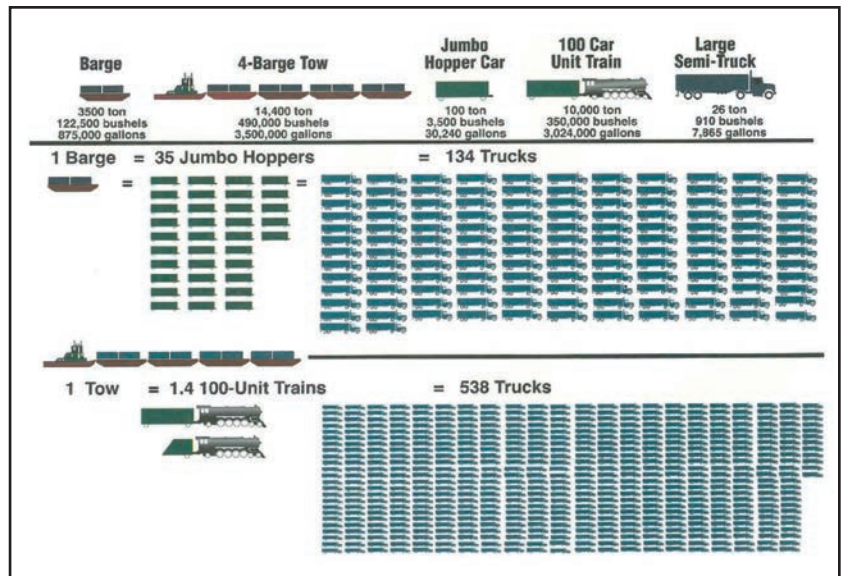 Barge
3500 ton
122,500 bushels
875,000 gallons
4-Barge Tow
14,400 ton
490,000 bushels
3,500,000 gallons
Jumbo
Hopper Car
100 ton
3,500 bushels
30,240 gallons
100 Car
Unit Train
10,000 ton
350,000 bushels
3,024,000 gallons
Large
Semi-Truck
26 ton
910 bushels
7,865 gallons
1 Barge = 35 Jumbo Hoppers = 134 Trucks
= =
1 Tow = 1.4 100-Unit Trains = 538 Trucks